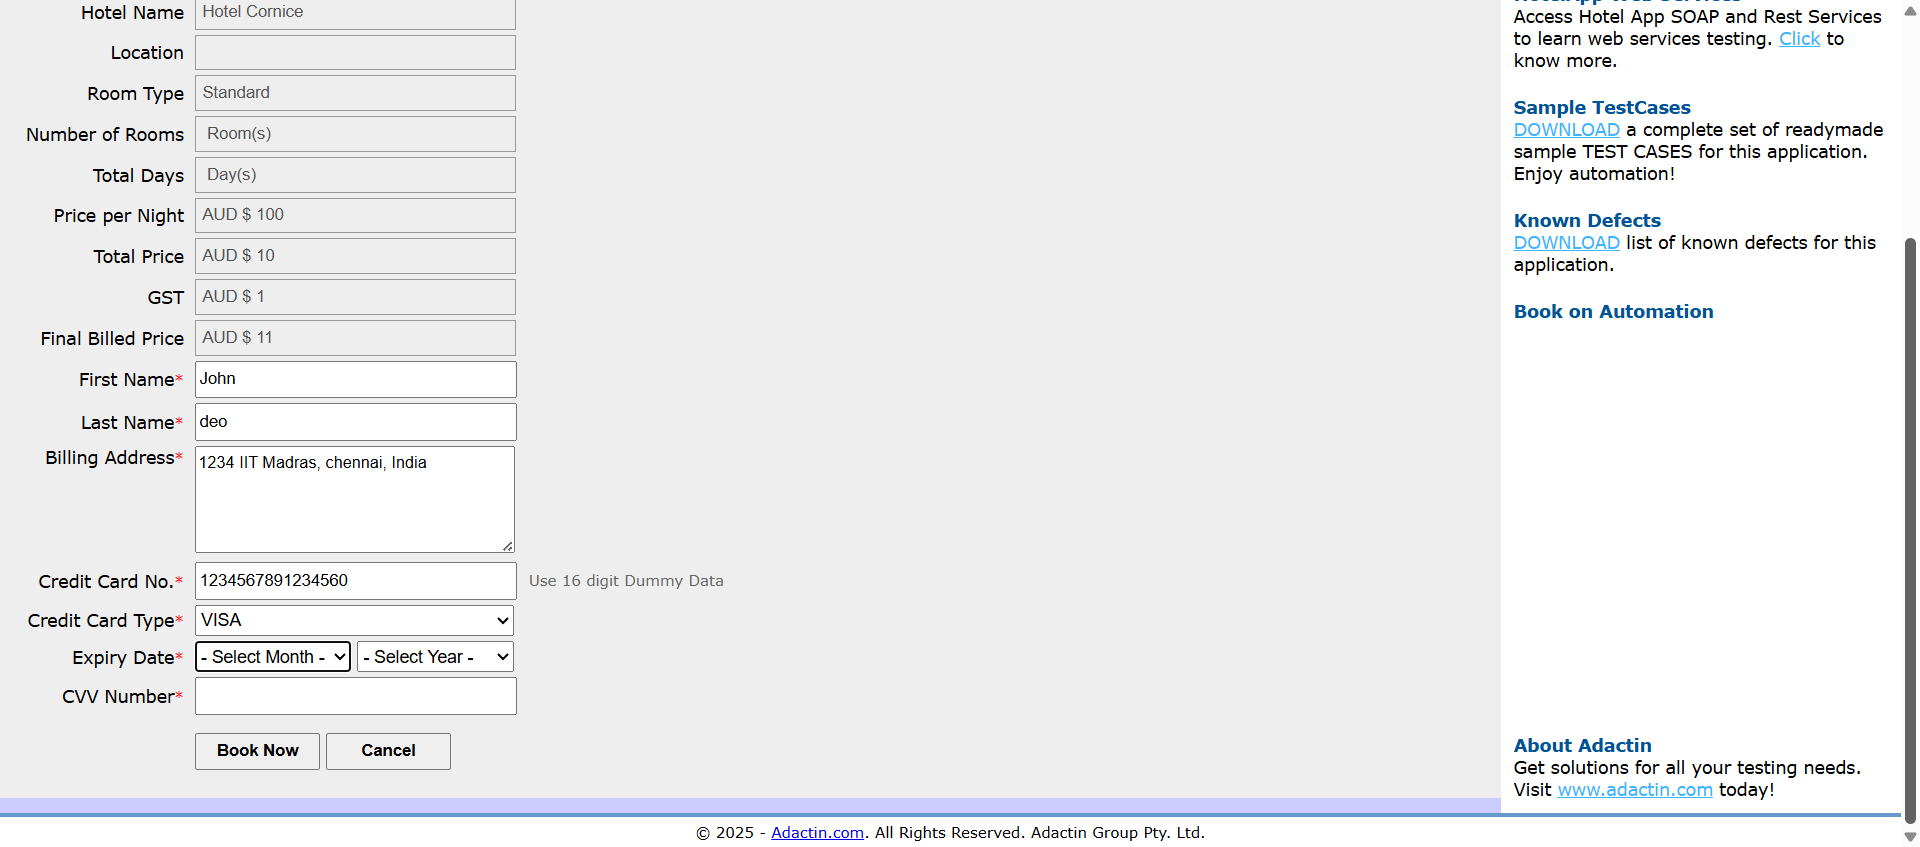 Hotel Name Hotel Cornice
Location
Room Type Standard
Number of Rooms Room(s)
Total Days Day(s)
Price per Night AUD $ 100
Total Price AUD $ 10
GST AUD $ 1
Final Billed Price AUD $ 11
First Name* John
Last Name* deo
Billing Address* 1234 IIT Madras, chennai, India
Credit Card No.* 1234567891234560 Use 16 digit Dummy Data
Credit Card Type* VISA
Expiry Date* - Select Month - - Select Year -
CVV Number*
Book Now Cancel
HotelApp Web Services
Access Hotel App SOAP and Rest Services
to learn web services testing. Click to
know more.
Sample TestCases
DOWNLOAD a complete set of readymade
sample TEST CASES for this application.
Enjoy automation!
Known Defects
DOWNLOAD list of known defects for this
application.
Book on Automation
About Adactin
Get solutions for all your testing needs.
Visit www.adactin.com today!
© 2025 - Adactin.com. All Rights Reserved. Adactin Group Pty. Ltd.